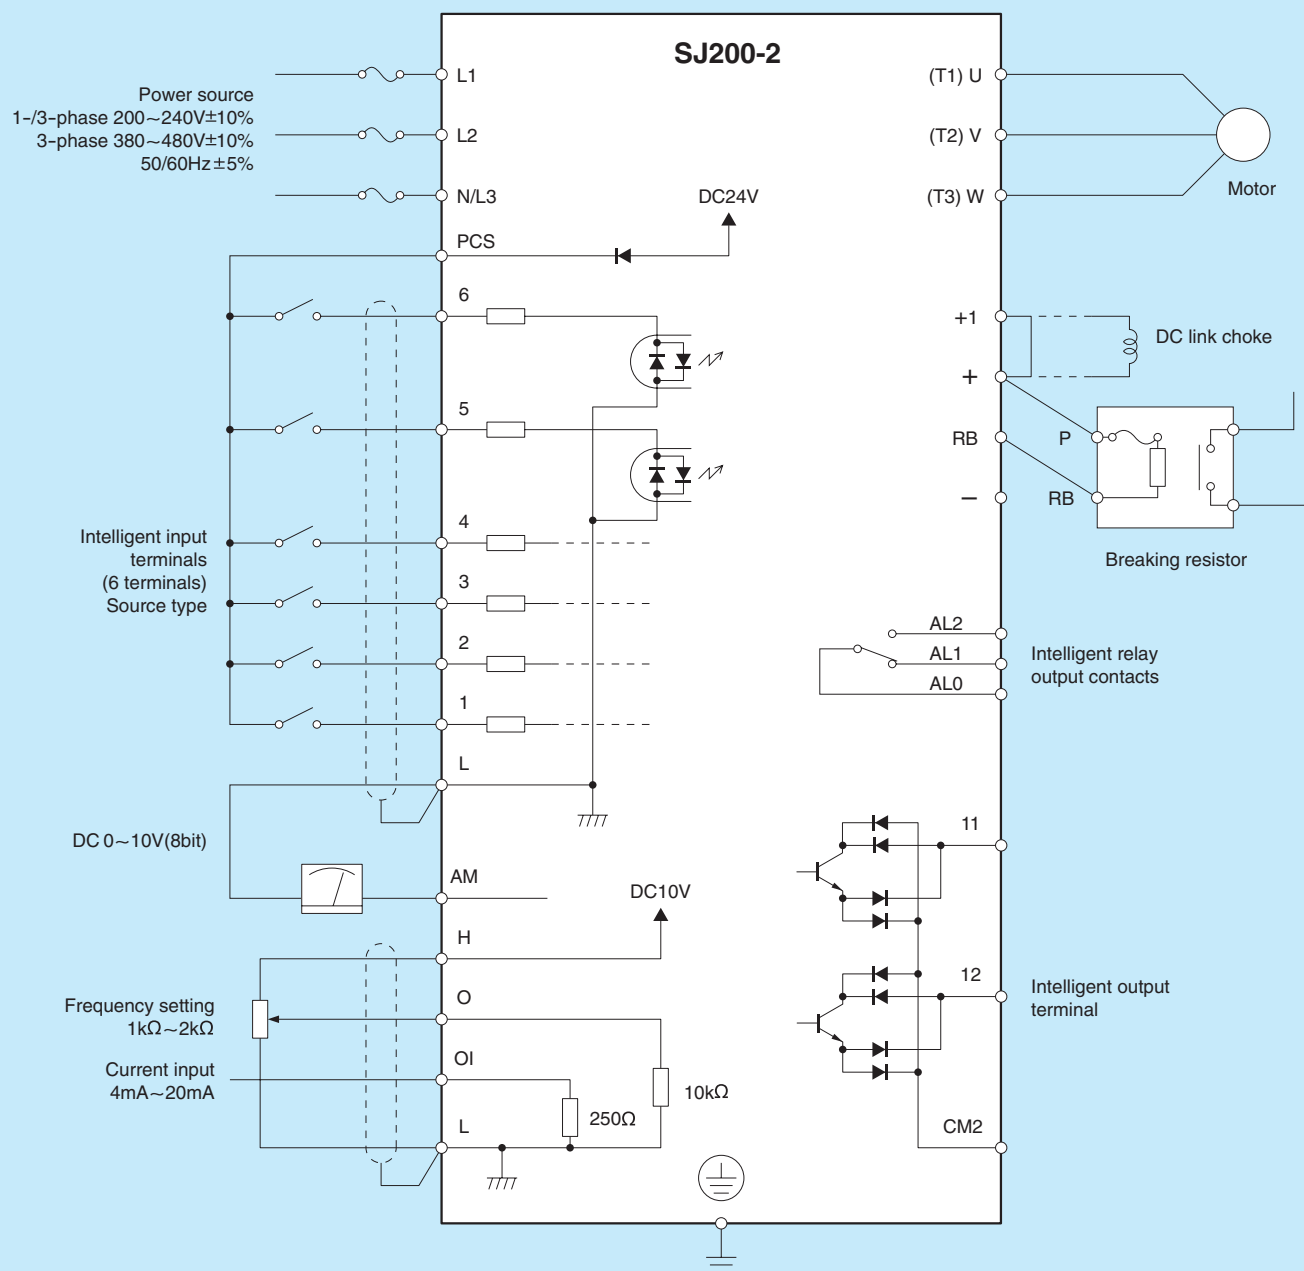 SJ200-2
Power source
1-/3-phase 200~240V±10%
3-phase 380~480V±10%
50/60Hz±5%
L1
L2
N/L3
PCS
DC24V
6
5
4
3
2
1
L
Intelligent input
terminals
(6 terminals)
Source type
DC 0~10V(8bit)
AM
DC10V
H
O
OI
L
Frequency setting
1kΩ~2kΩ
Current input
4mA~20mA
250Ω
10kΩ
(T1) U
(T2) V
(T3) W
Motor
+1
+
RB
−
DC link choke
P
RB
Breaking resistor
AL2
AL1
AL0
Intelligent relay
output contacts
11
12
Intelligent output
terminal
CM2